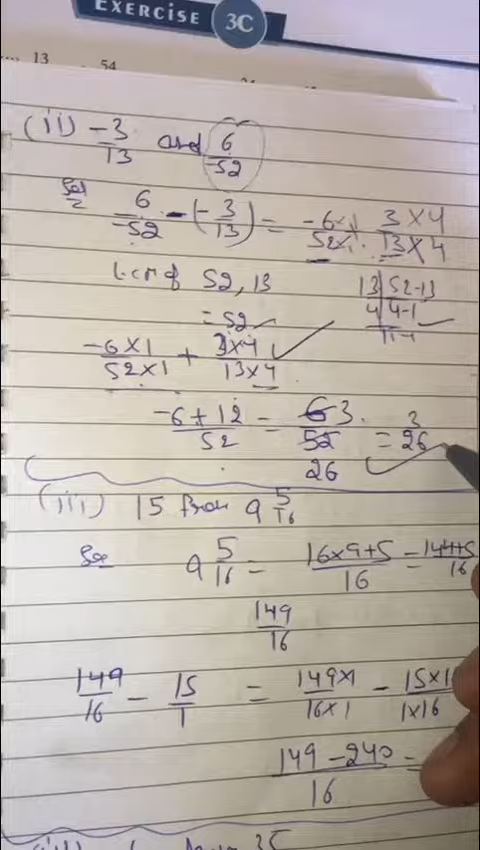 EXERCISE 3C
13 54
(ii) -3/13 and 6/-52
Sol 6/-52 - (-3/13) = -6×1/52×1 3×4/13×4
L.C.M of 52, 13
= 52
13|52-13
4|4-1
1-1
-6×1/52×1 + 3×4/13×4
-6+12/52 = 6 3/52 26 = 3/26
(iii) 15 from 9 5/16
Sol 9 5/16 = 16×9+5/16 = 144+5/16
149/16
149/16 - 15/1 = 149×1/16×1 - 15×1/1×16
149-240/16 =